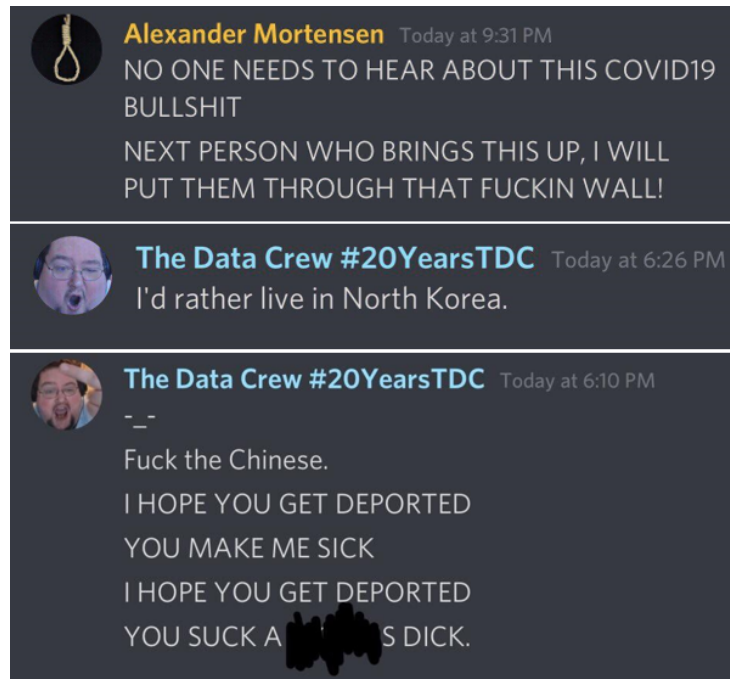 Alexander Mortensen Today at 9:31 PM
NO ONE NEEDS TO HEAR ABOUT THIS COVID19
BULLSHIT
NEXT PERSON WHO BRINGS THIS UP, I WILL
PUT THEM THROUGH THAT FUCKIN WALL!
The Data Crew #20YearsTDC Today at 6:26 PM
I'd rather live in North Korea.
The Data Crew #20YearsTDC Today at 6:10 PM
-_-
Fuck the Chinese.
I HOPE YOU GET DEPORTED
YOU MAKE ME SICK
I HOPE YOU GET DEPORTED
YOU SUCK A S DICK.